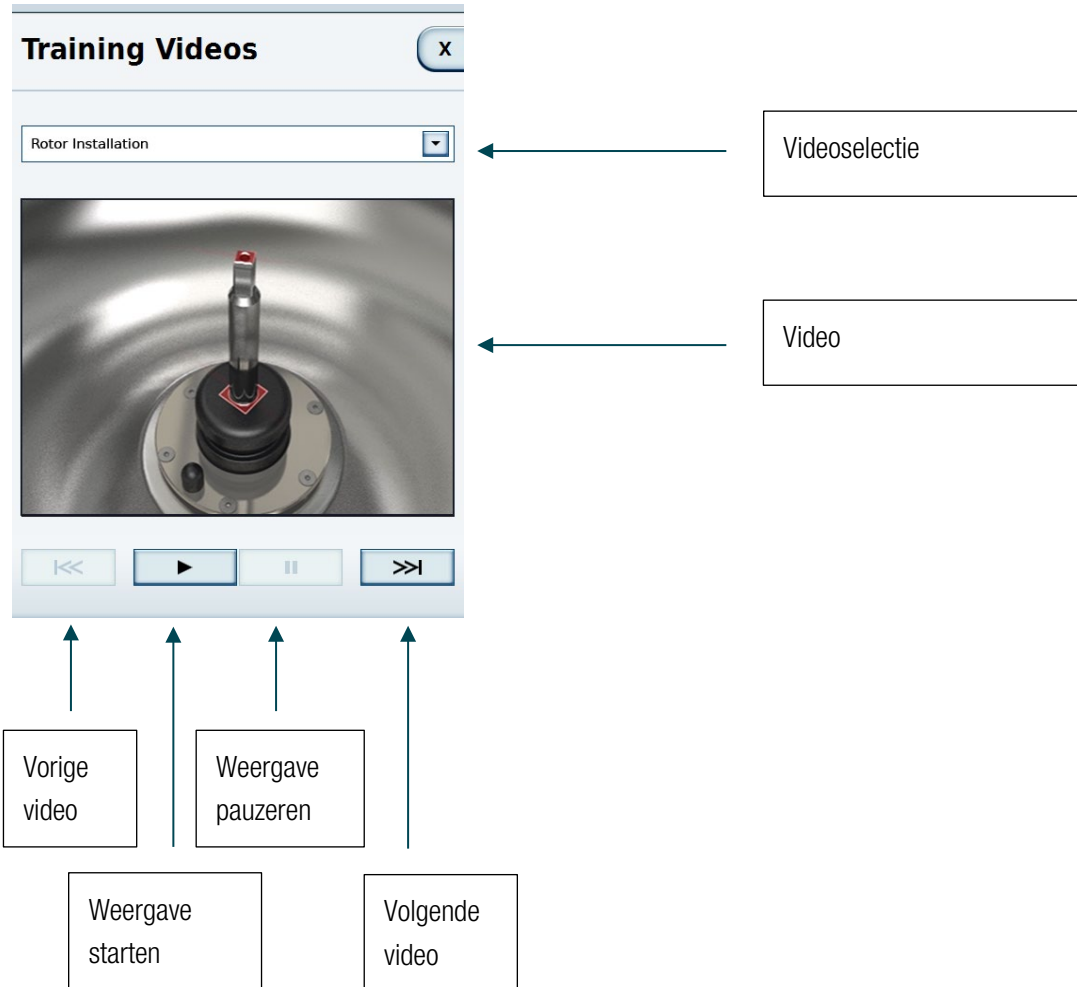 Training Videos
X
Rotor Installation
Videoselectie
Video
Vorige
video
Weergave
pauzeren
Weergave
starten
Volgende
video